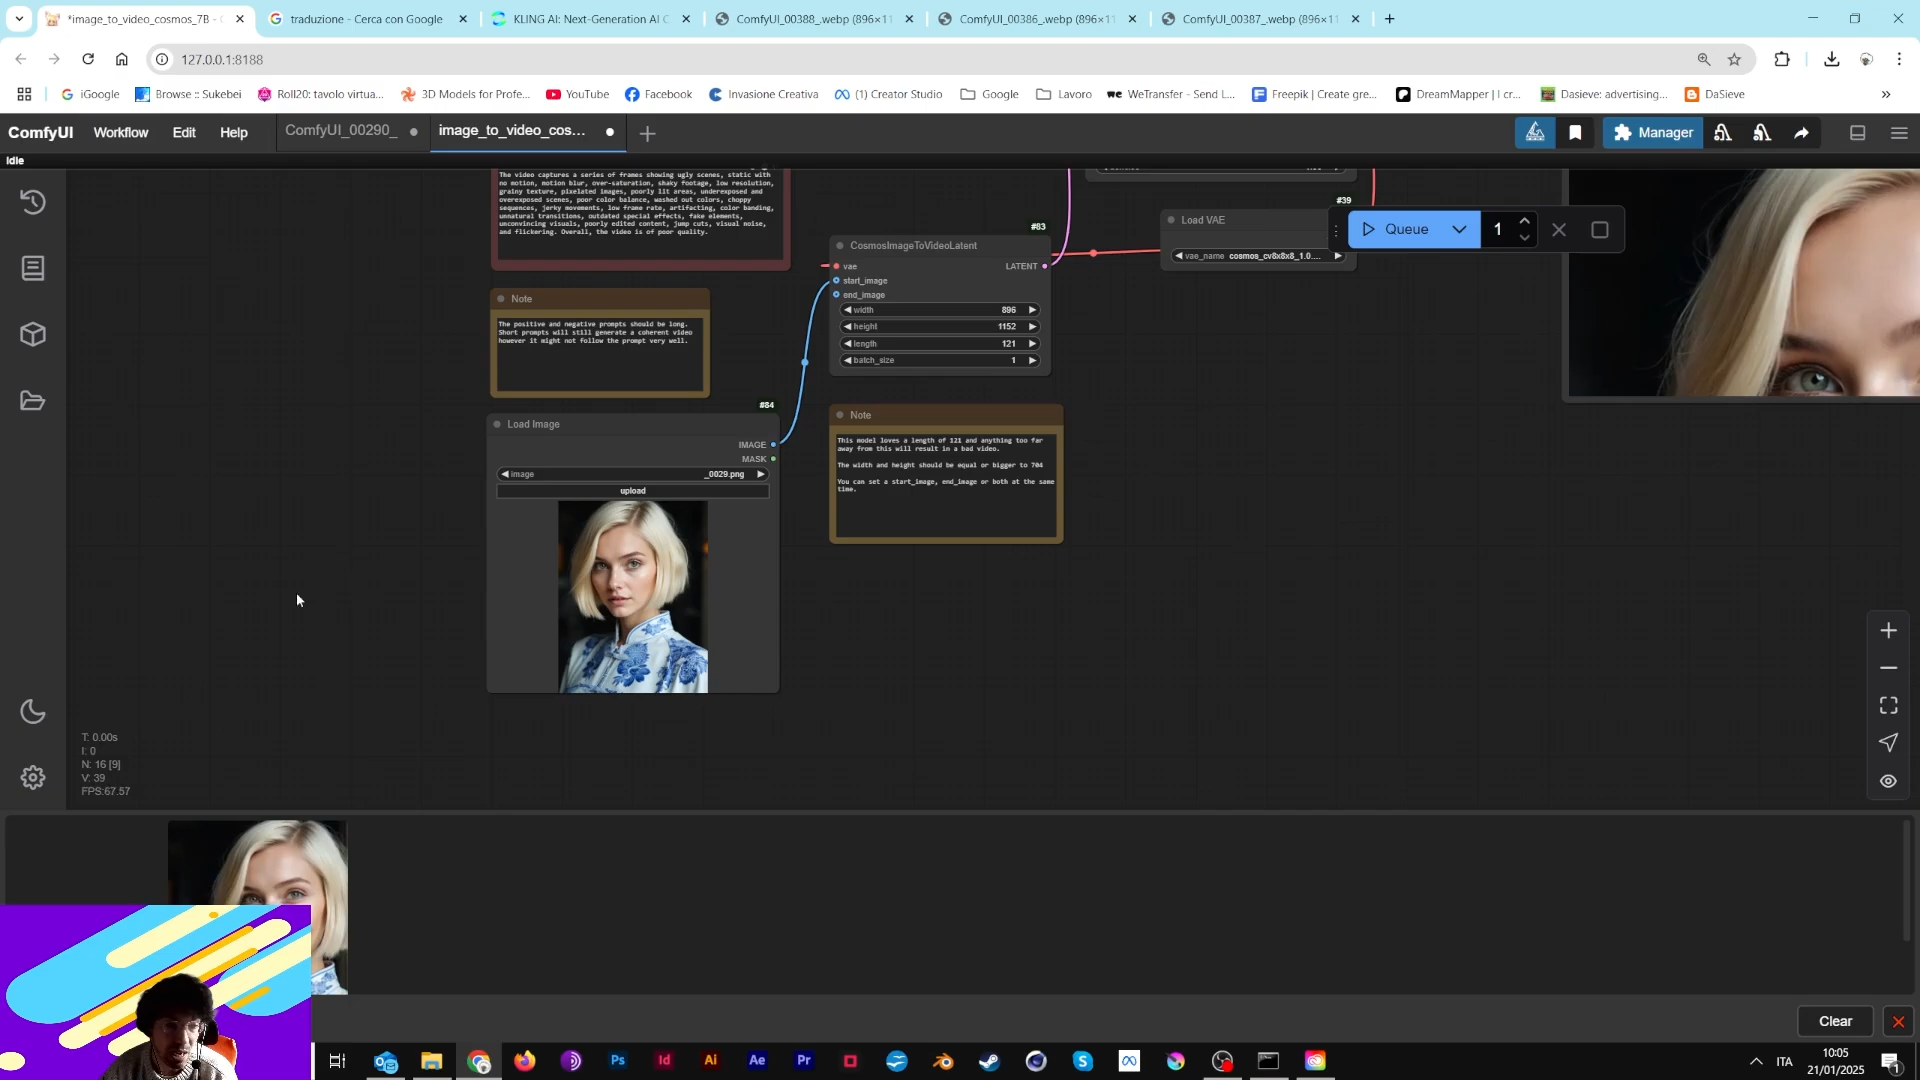 *image_to_video_cosmos_7B - C
traduzione - Cerca con Google
KLING AI: Next-Generation AI C
ComfyUI_00388_.webp (896×11
ComfyUI_00386_.webp (896×11
ComfyUI_00387_.webp (896×11
127.0.0.1:8188
iGoogle
Browse :: Sukebei
Roll20: tavolo virtua...
3D Models for Profe...
YouTube
Facebook
Invasione Creativa
(1) Creator Studio
Google
Lavoro
WeTransfer - Send L...
Freepik | Create gre...
DreamMapper | I cr...
Dasieve: advertising...
DaSieve
ComfyUI
Workflow
Edit
Help
ComfyUI_00290_
image_to_video_cos...
Manager
Idle
The video captures a series of frames showing ugly scenes, static with
no motion, motion blur, over-saturation, shaky footage, low resolution,
grainy texture, pixelated images, poorly lit areas, underexposed and
overexposed scenes, poor color balance, washed out colors, choppy
sequences, jerky movements, low frame rate, artifacting, color banding,
unnatural transitions, outdated special effects, fake elements,
unconvincing visuals, poorly edited content, jump cuts, visual noise,
and flickering. Overall, the video is of poor quality.
#83
CosmosImageToVideoLatent
vae
LATENT
start_image
end_image
width 896
height 1152
length 121
batch_size 1
#39
Load VAE
vae_name cosmos_cv8x8x8_1.0....
Queue
1
Note
The positive and negative prompts should be long.
Short prompts will still generate a coherent video
however it might not follow the prompt very well.
#84
Load Image
IMAGE
MASK
image _0029.png
upload
Note
This model loves a length of 121 and anything too far
away from this will result in a bad video.
The width and height should be equal or bigger to 704
You can set a start_image, end_image or both at the same
time.
T: 0.00s
I: 0
N: 16 [9]
V: 39
FPS:67.57
Clear
Ps
Id
Ai
Ae
Pr
ITA
10:05
21/01/2025
1